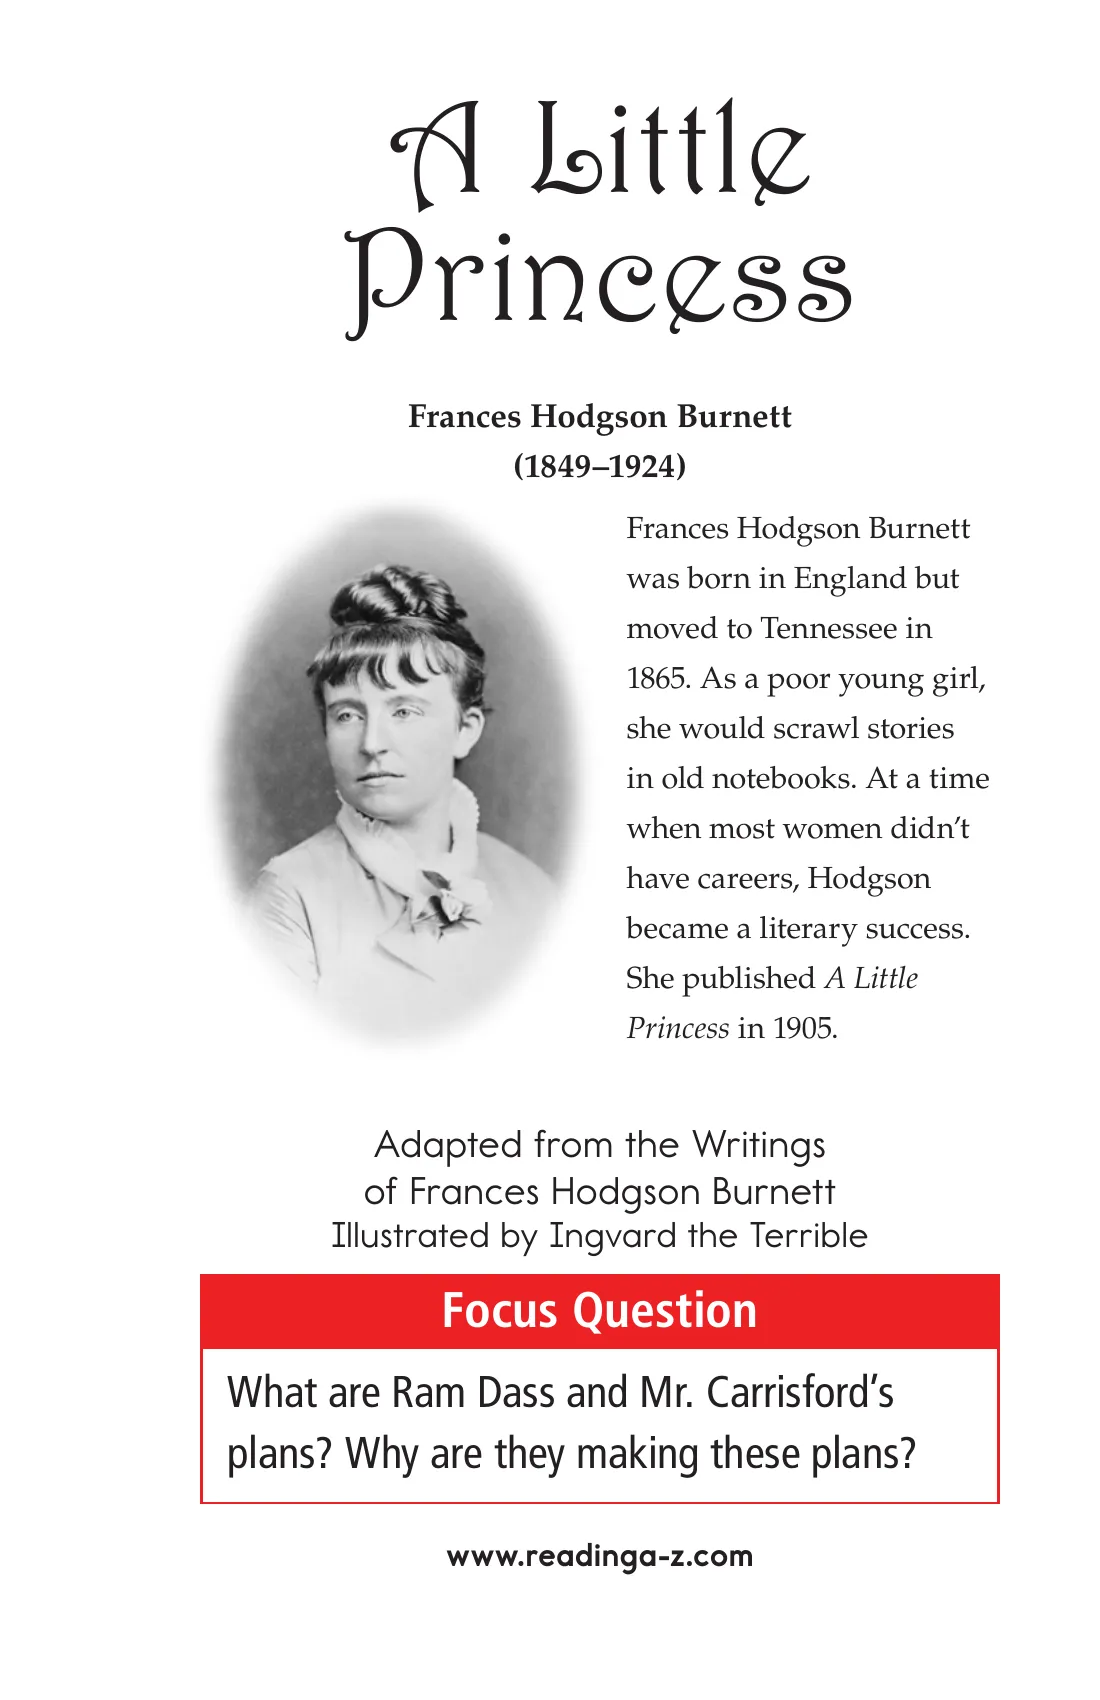 A Little
Princess
Frances Hodgson Burnett
(1849–1924)
Frances Hodgson Burnett
was born in England but
moved to Tennessee in
1865. As a poor young girl,
she would scrawl stories
in old notebooks. At a time
when most women didn’t
have careers, Hodgson
became a literary success.
She published A Little
Princess in 1905.
Adapted from the Writings
of Frances Hodgson Burnett
Illustrated by Ingvard the Terrible
Focus Question
What are Ram Dass and Mr. Carrisford’s
plans? Why are they making these plans?
www.readinga-z.com